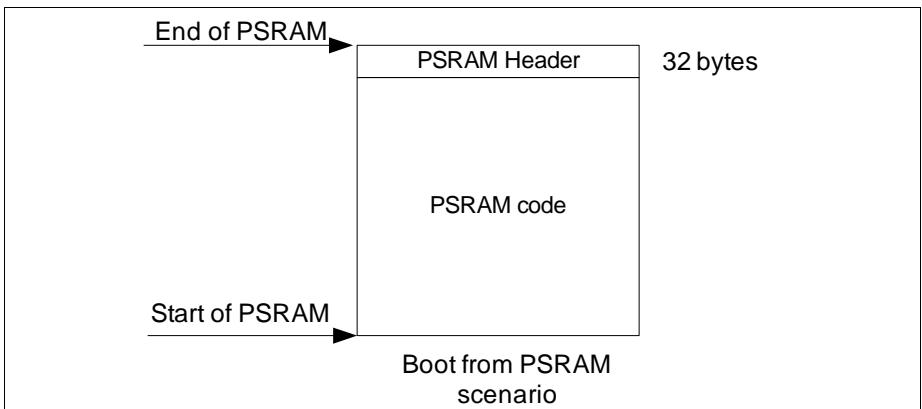 End of PSRAM
PSRAM Header
32 bytes
PSRAM code
Start of PSRAM
Boot from PSRAM
scenario